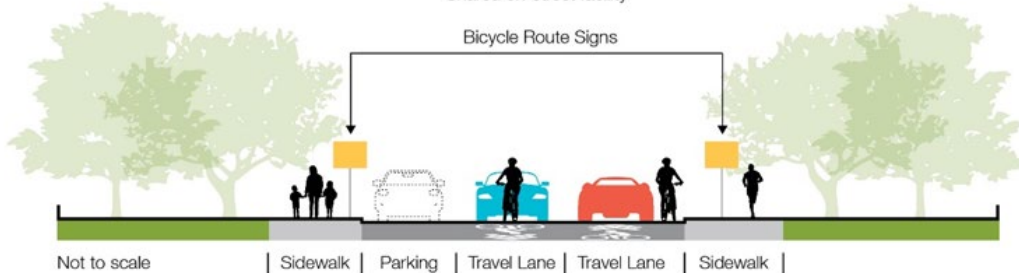 Bicycle Route Signs
Not to scale | Sidewalk | Parking | Travel Lane | Travel Lane | Sidewalk |